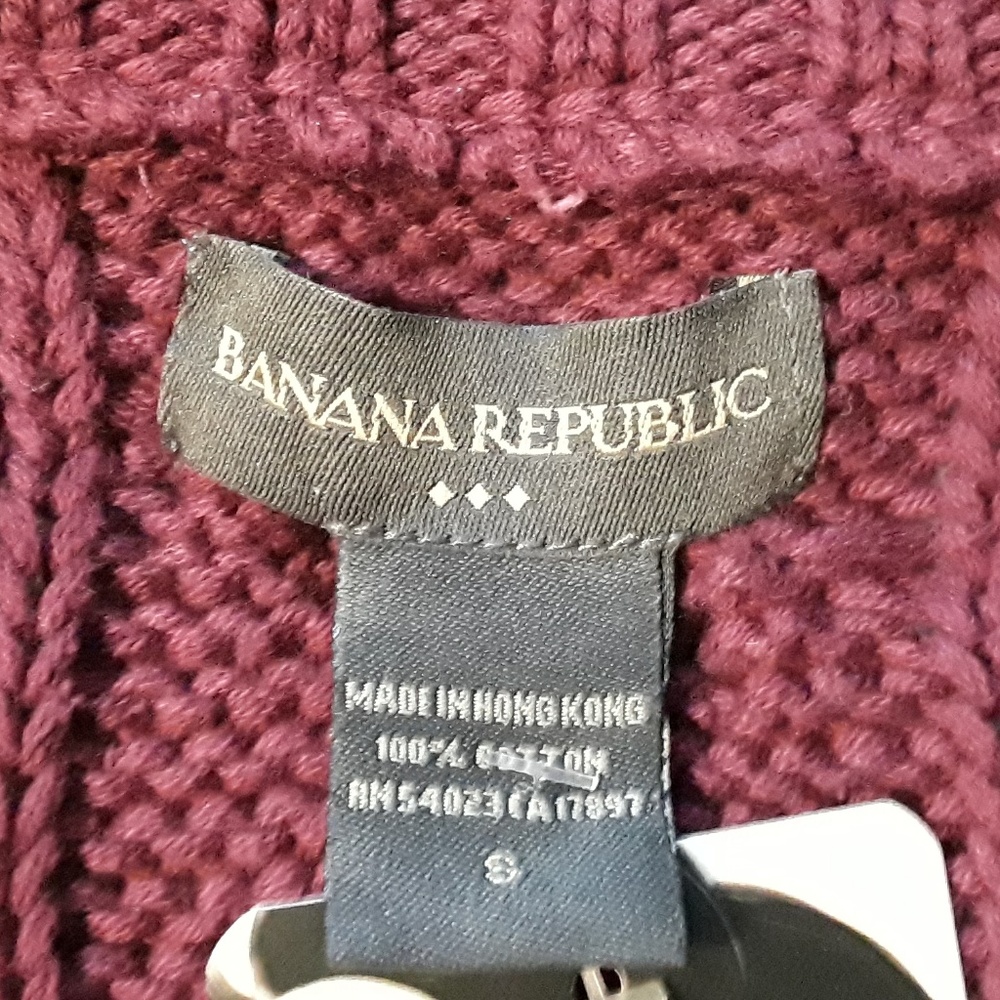 BANANA REPUBLIC
MADE IN HONG KONG
100% COTTON
RN 54023 CA 17897
S